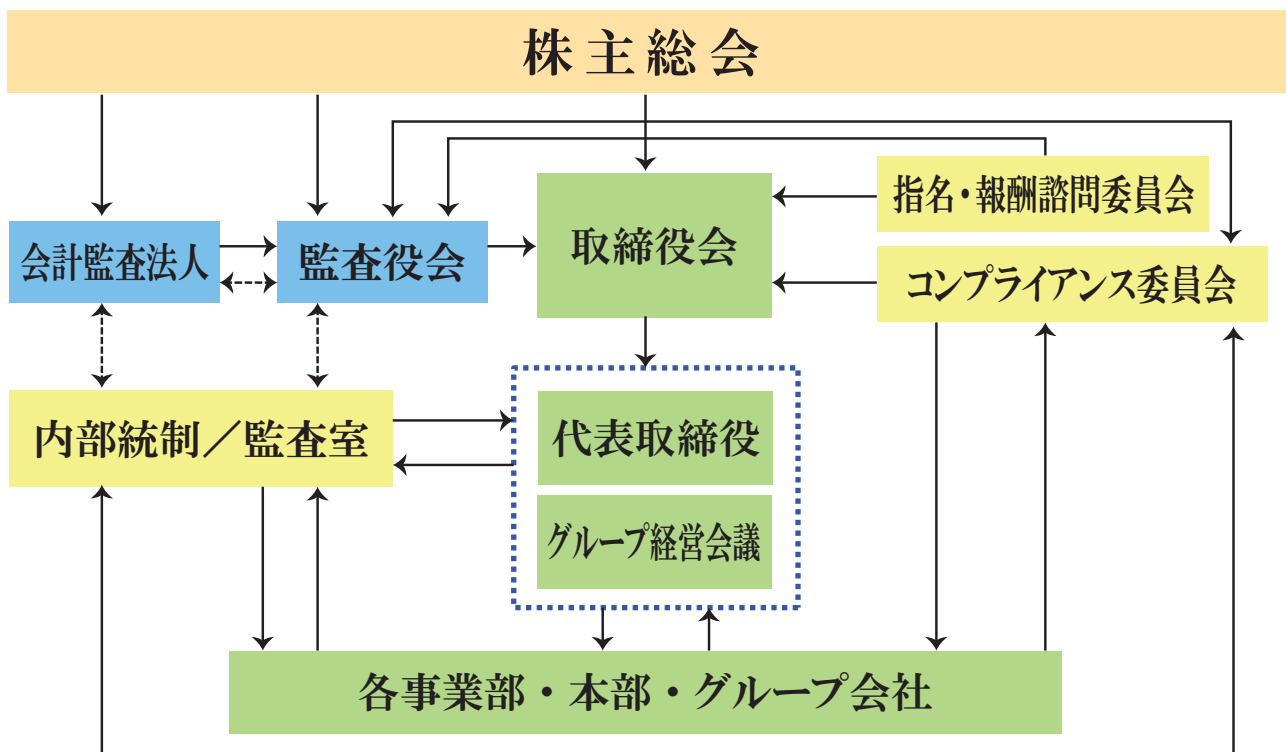 株主総会
指名・報酬諮問委員会
会計監査法人
監査役会
取締役会
コンプライアンス委員会
内部統制／監査室
代表取締役
グループ経営会議
各事業部・本部・グループ会社